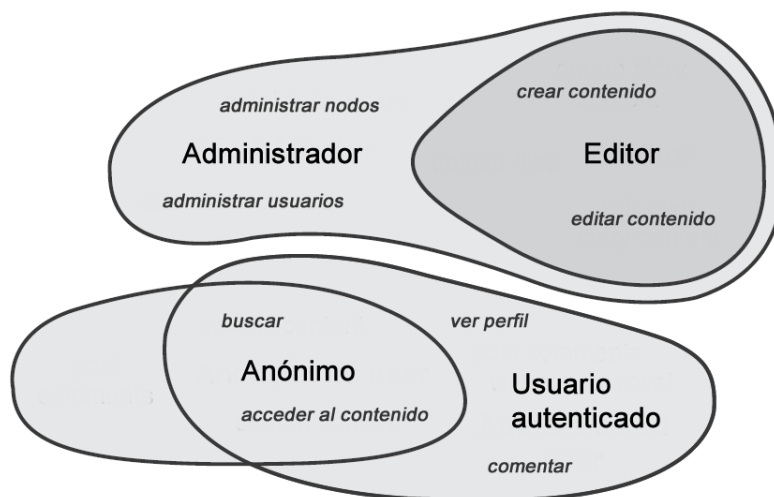 administrar nodos
crear contenido
Administrador
Editor
administrar usuarios
editar contenido
buscar
ver perfil
Anónimo
Usuario
autenticado
acceder al contenido
comentar